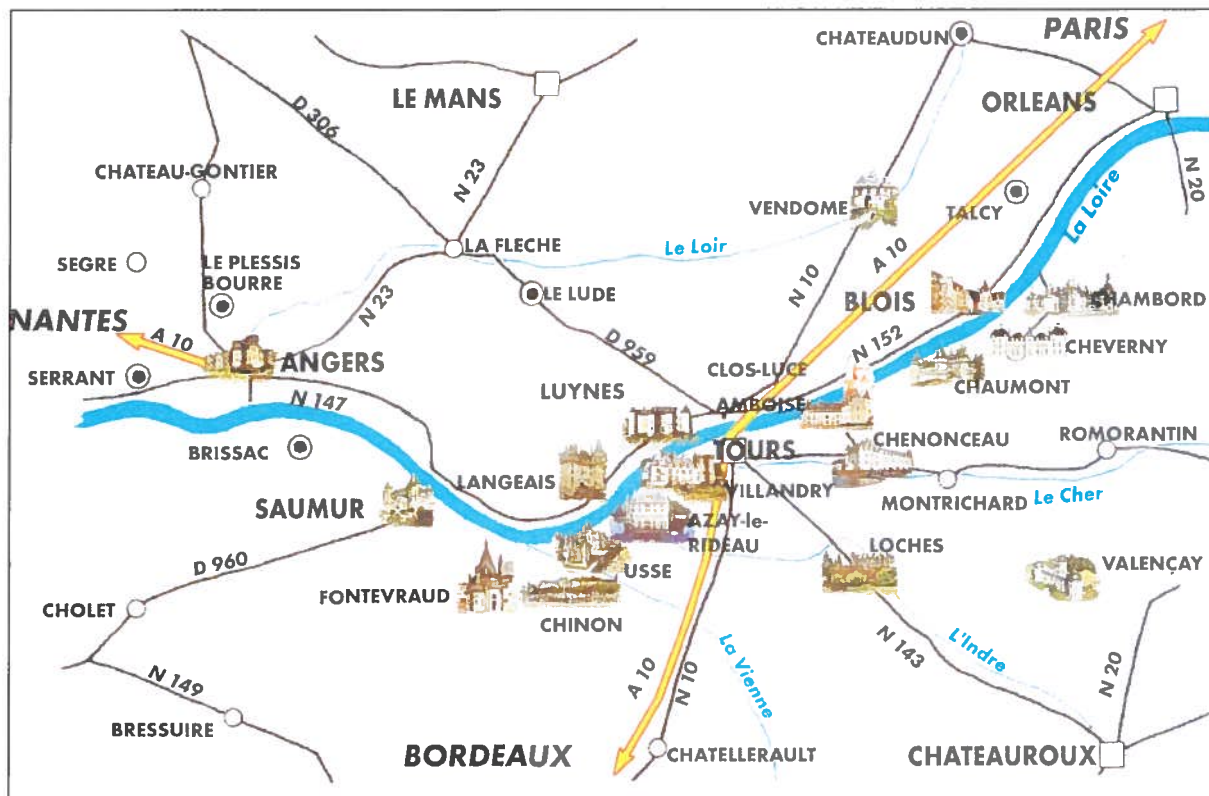 PARIS
CHATEAUDUN
LE MANS
ORLEANS
D 306
CHATEAU-GONTIER
N 23
N 20
VENDOME
TALCY
La Loire
SEGRE
LA FLECHE
Le Loir
LE PLESSIS
BOURRE
A 10
N 10
LE LUDE
N 23
BLOIS
CHAMBORD
NANTES
A 10
D 959
N 152
CHEVERNY
ANGERS
SERRANT
CLOS-LUCE
CHAUMONT
LUYNES
N 147
AMBOISE
BRISSAC
TOURS
CHENONCEAU
ROMORANTIN
LANGEAIS
VILLANDRY
MONTRICHARD
Le Cher
SAUMUR
AZAY-le-
RIDEAU
LOCHES
VALENÇAY
D 960
USSE
FONTEVRAUD
CHOLET
CHINON
L'Indre
N 143
La Vienne
N 20
N 149
A 10
N 10
BRESSUIRE
BORDEAUX
CHATELLERAULT
CHATEAUROUX